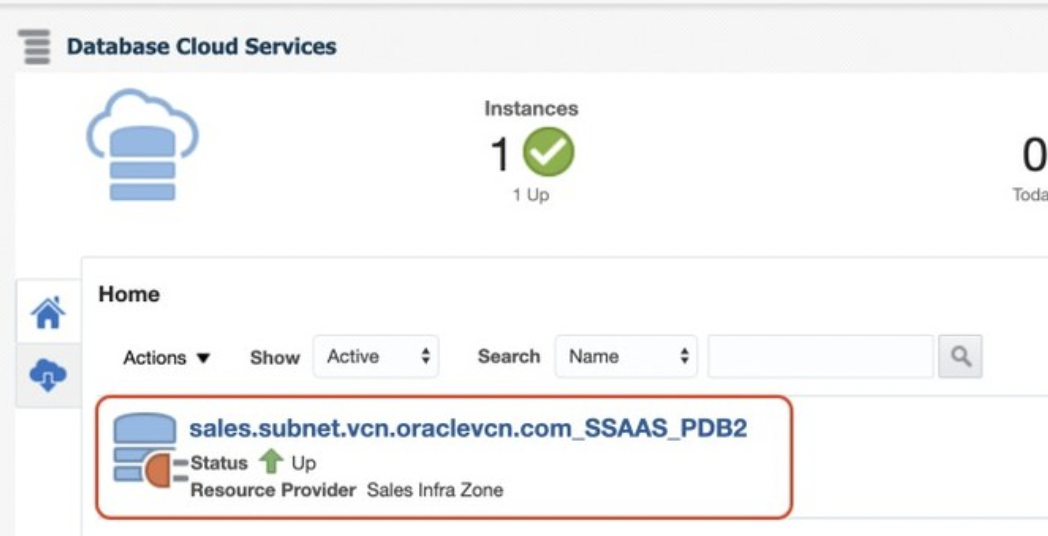 Database Cloud Services
Instances
1
1 Up
0
Home
Actions Show Active Search Name
sales.subnet.vcn.oraclevcn.com_SSAAS_PDB2
Status Up
Resource Provider Sales Infra Zone